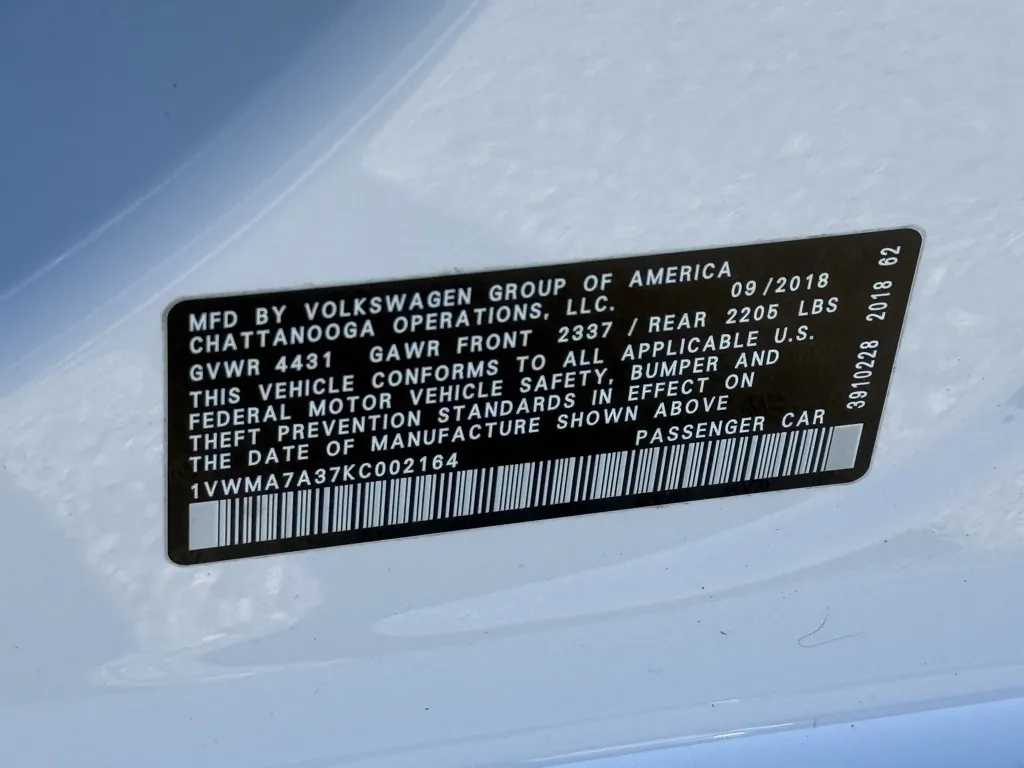 MFD BY VOLKSWAGEN GROUP OF AMERICA
CHATTANOOGA OPERATIONS, LLC. 09/2018
GVWR 4431 GAWR FRONT 2337 / REAR 2205 LBS
THIS VEHICLE CONFORMS TO ALL APPLICABLE U.S.
FEDERAL MOTOR VEHICLE SAFETY, BUMPER AND
THEFT PREVENTION STANDARDS IN EFFECT ON
THE DATE OF MANUFACTURE SHOWN ABOVE
1VWMA7A37KC002164 PASSENGER CAR
3910228 2018 62